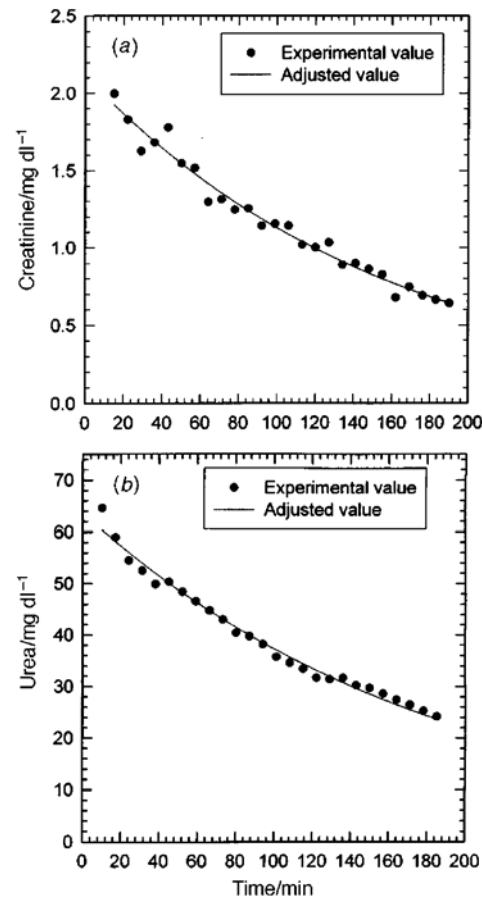 (a)
Experimental value
Adjusted value
Creatinine/mg dl⁻¹
2.5
2.0
1.5
1.0
0.5
0.0
0 20 40 60 80 100 120 140 160 180 200
(b)
Experimental value
Adjusted value
Urea/mg dl⁻¹
70
60
50
40
30
20
10
0
0 20 40 60 80 100 120 140 160 180 200
Time/min